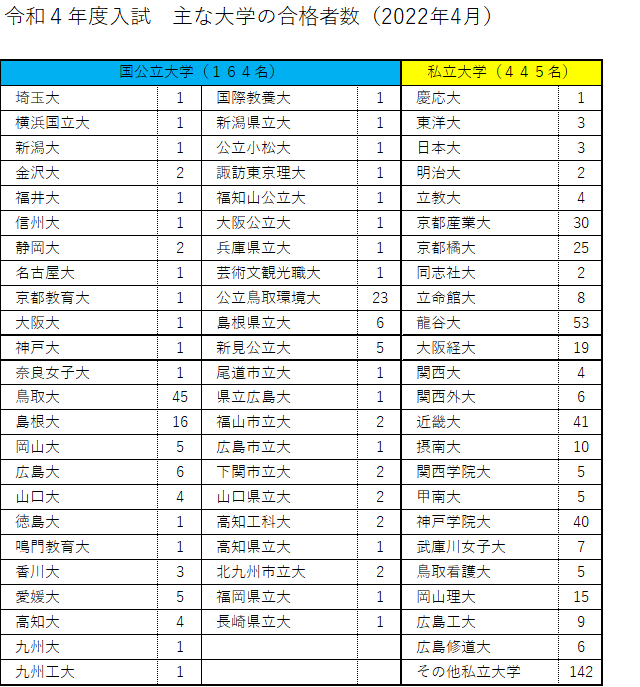 令和４年度入試　主な大学の合格者数（2022年4月）
国公立大学（１６４名） 私立大学（４４５名）
埼玉大 1 国際教養大 1 慶応大 1
横浜国立大 1 新潟県立大 1 東洋大 3
新潟大 1 公立小松大 1 日本大 3
金沢大 2 諏訪東京理大 1 明治大 2
福井大 1 福知山公立大 1 立教大 4
信州大 1 大阪公立大 1 京都産業大 30
静岡大 2 兵庫県立大 1 京都橘大 25
名古屋大 1 芸術文観光職大 1 同志社大 2
京都教育大 1 公立鳥取環境大 23 立命館大 8
大阪大 1 島根県立大 6 龍谷大 53
神戸大 1 新見公立大 5 大阪経大 19
奈良女子大 1 尾道市立大 1 関西大 4
鳥取大 45 県立広島大 1 関西外大 6
島根大 16 福山市立大 2 近畿大 41
岡山大 5 広島市立大 1 摂南大 10
広島大 6 下関市立大 2 関西学院大 5
山口大 4 山口県立大 2 甲南大 5
徳島大 1 高知工科大 2 神戸学院大 40
鳴門教育大 1 高知県立大 1 武庫川女子大 7
香川大 3 北九州市立大 2 鳥取看護大 5
愛媛大 5 福岡県立大 1 岡山理大 15
高知大 4 長崎県立大 1 広島工大 9
九州大 1 広島修道大 6
九州工大 1 その他私立大学 142